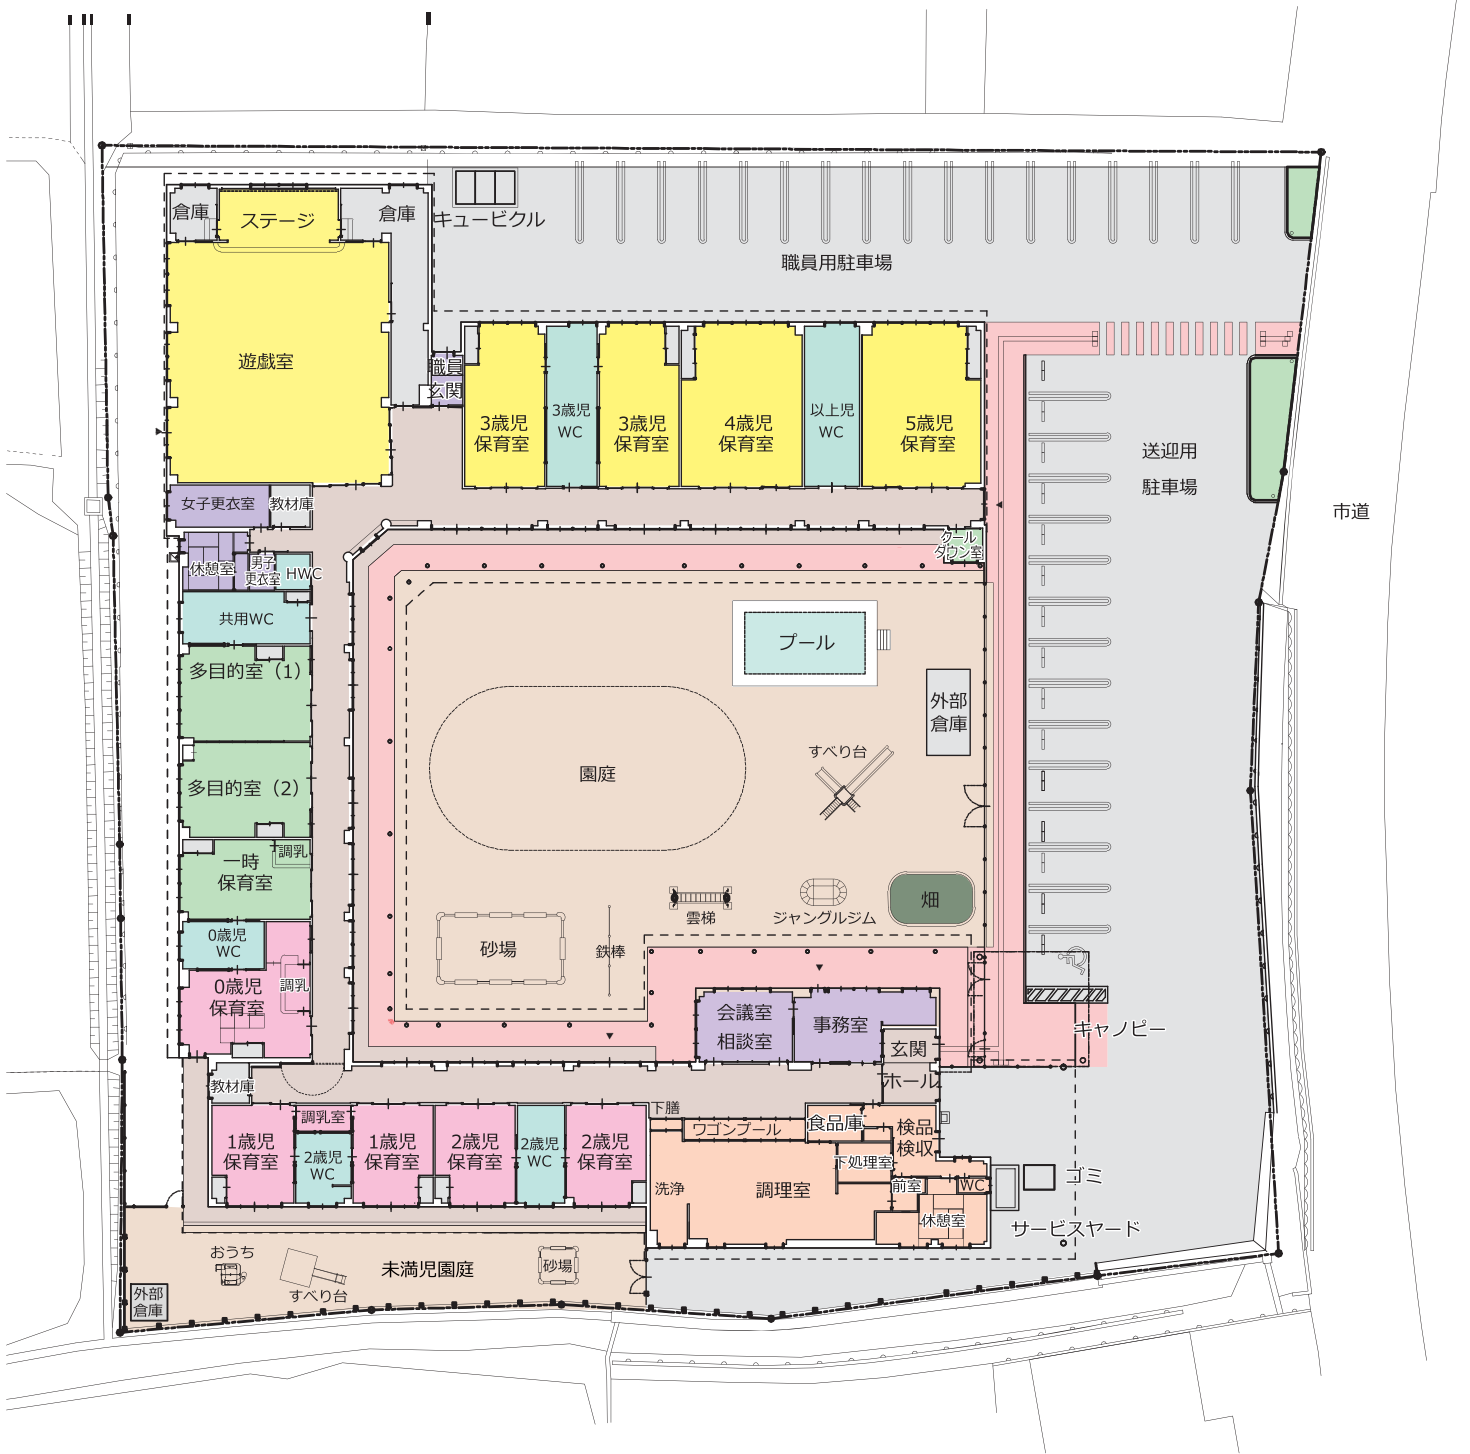 倉庫
ステージ
倉庫
キュービクル
職員用駐車場
遊戯室
職員
玄関
3歳児
保育室
3歳児
WC
3歳児
保育室
4歳児
保育室
以上児
WC
5歳児
保育室
送迎用
駐車場
市道
女子更衣室
教材庫
クール
ダウン室
休憩室
男子
更衣室
HWC
共用WC
多目的室（1）
多目的室（2）
一時
保育室
調乳
0歳児
WC
0歳児
保育室
調乳
プール
外部
倉庫
すべり台
園庭
雲梯
ジャングルジム
畑
砂場
鉄棒
会議室
相談室
事務室
玄関
ホール
キャノピー
教材庫
1歳児
保育室
調乳室
2歳児
WC
1歳児
保育室
2歳児
保育室
2歳児
WC
2歳児
保育室
下膳
ワゴンプール
食品庫
検品
検収
下処理室
洗浄
調理室
前室
WC
休憩室
ゴミ
サービスヤード
おうち
すべり台
未満児園庭
砂場
外部
倉庫